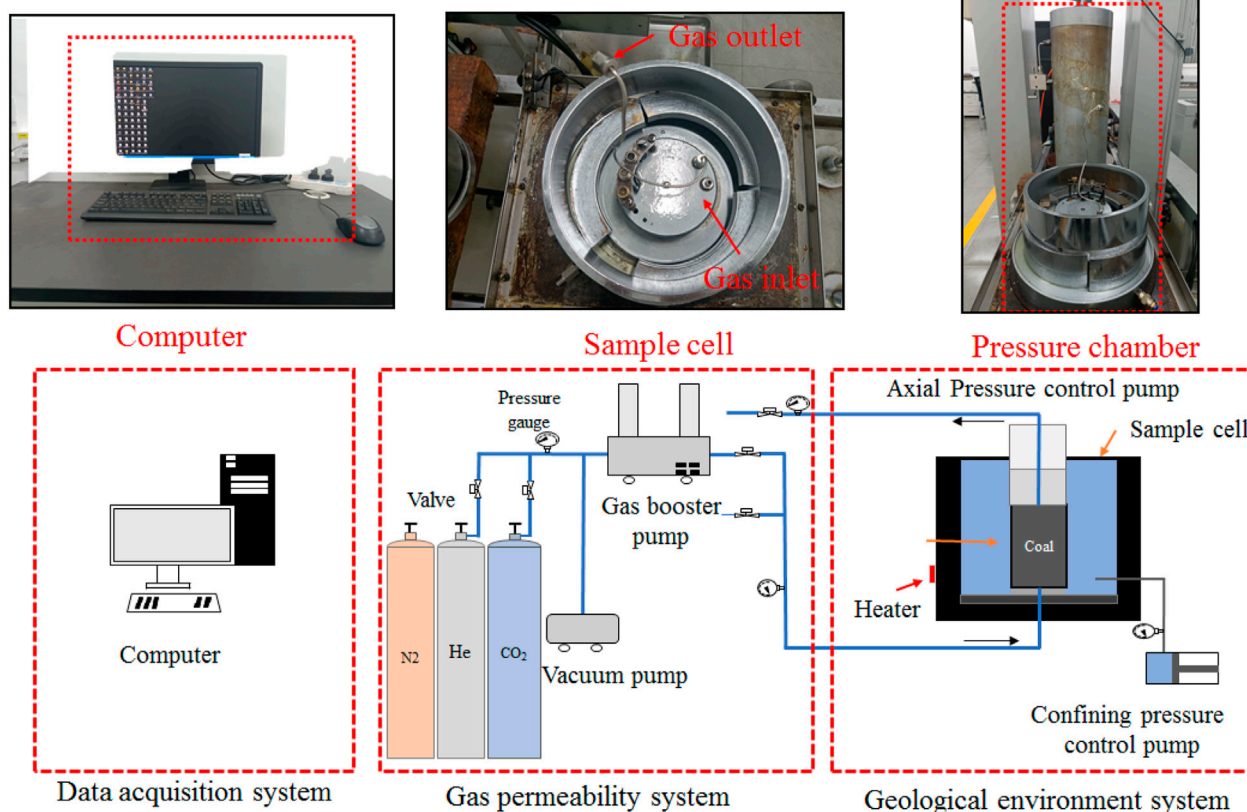 Gas outlet
Gas inlet
Computer
Sample cell
Pressure chamber
Axial Pressure control pump
Pressure
gauge
Sample cell
Valve
Gas booster
pump
Coal
Heater
N2
He
CO₂
Computer
Vacuum pump
Confining pressure
control pump
Data acquisition system
Gas permeability system
Geological environment system